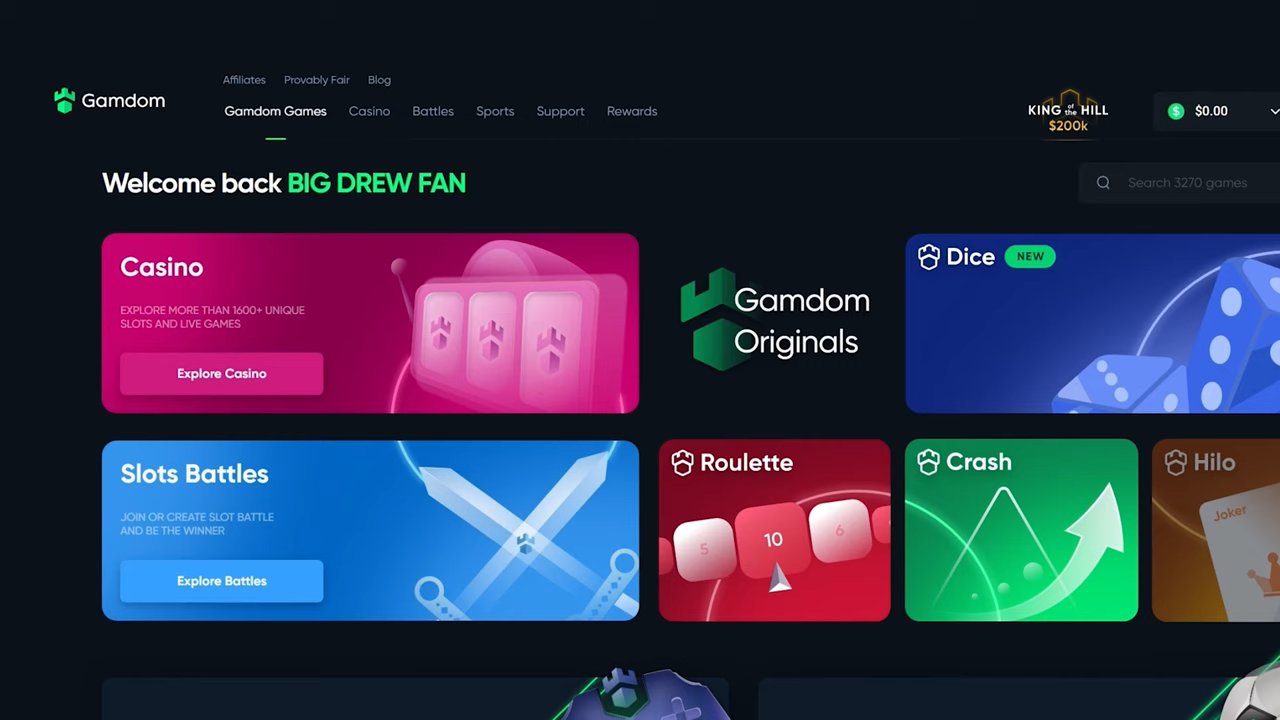 Affiliates Provably Fair Blog
Gamdom
Gamdom Games Casino Battles Sports Support Rewards
KING of the HILL
$200k
$ $0.00
Welcome back BIG DREW FAN
Search 3270 games
Casino
EXPLORE MORE THAN 1600+ UNIQUE
SLOTS AND LIVE GAMES
Explore Casino
Gamdom
Originals
Dice NEW
Slots Battles
JOIN OR CREATE SLOT BATTLE
AND BE THE WINNER
Explore Battles
Roulette
5 10 6
Crash
Hilo
Joker